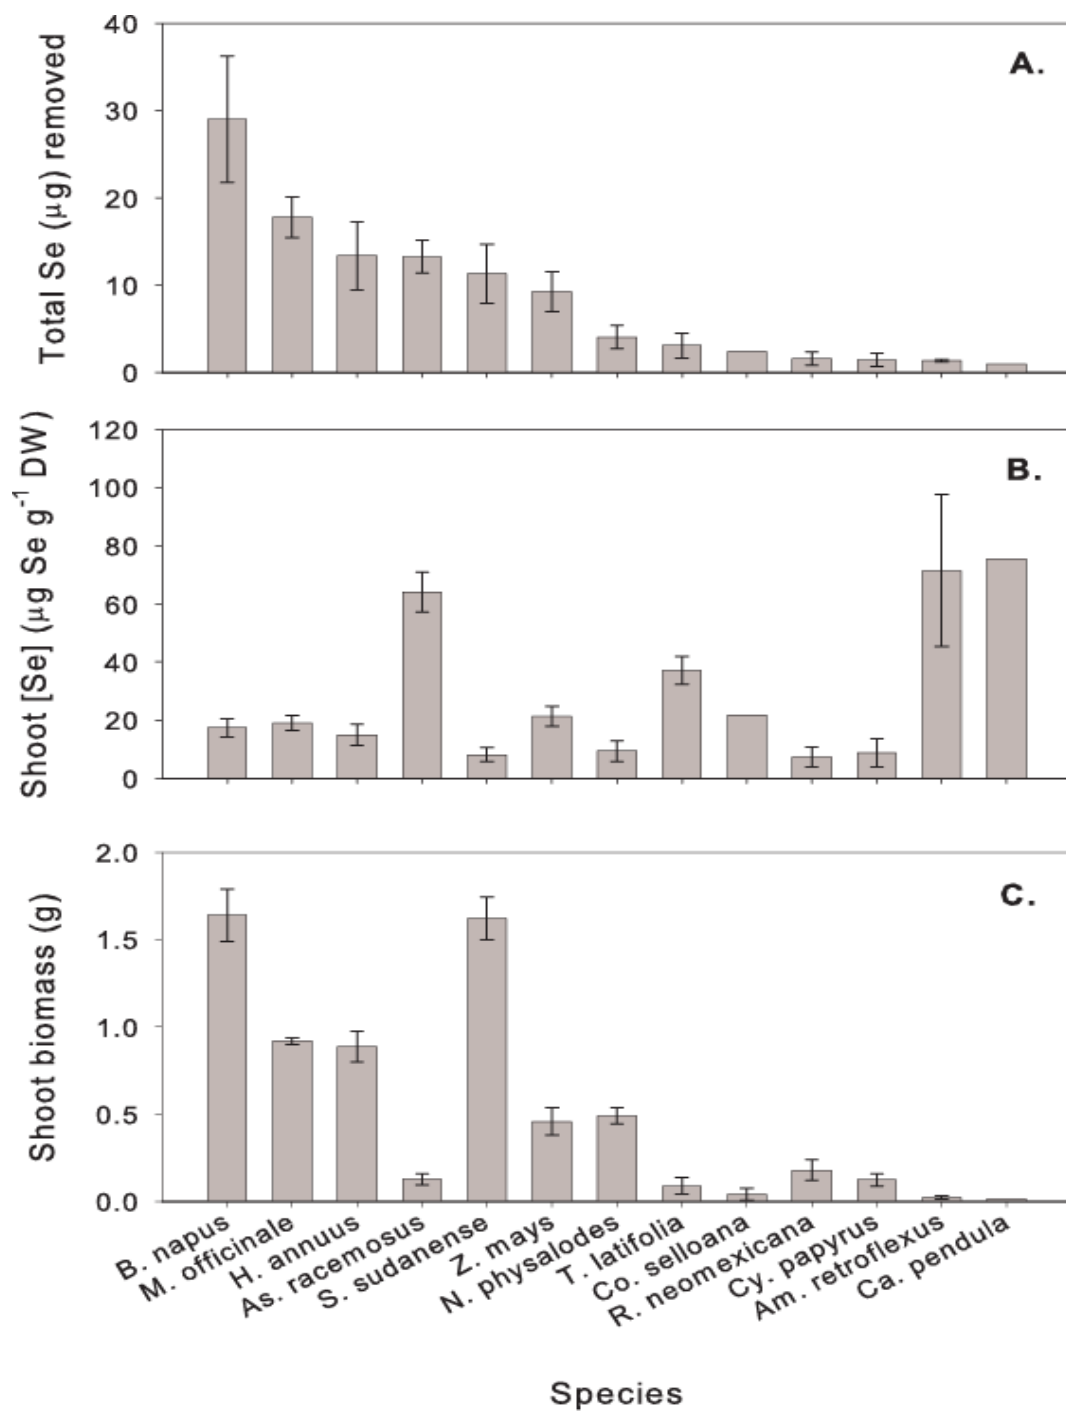 A.
Total Se (μg) removed
40
30
20
10
0
B.
Shoot [Se] (μg Se g⁻¹ DW)
120
100
80
60
40
20
0
C.
Shoot biomass (g)
2.0
1.5
1.0
0.5
0.0
B. napus
M. officinale
H. annuus
As. racemosus
S. sudanense
Z. mays
N. physalodes
T. latifolia
Co. selloana
R. neomexicana
Cy. papyrus
Am. retroflexus
Ca. pendula
Species